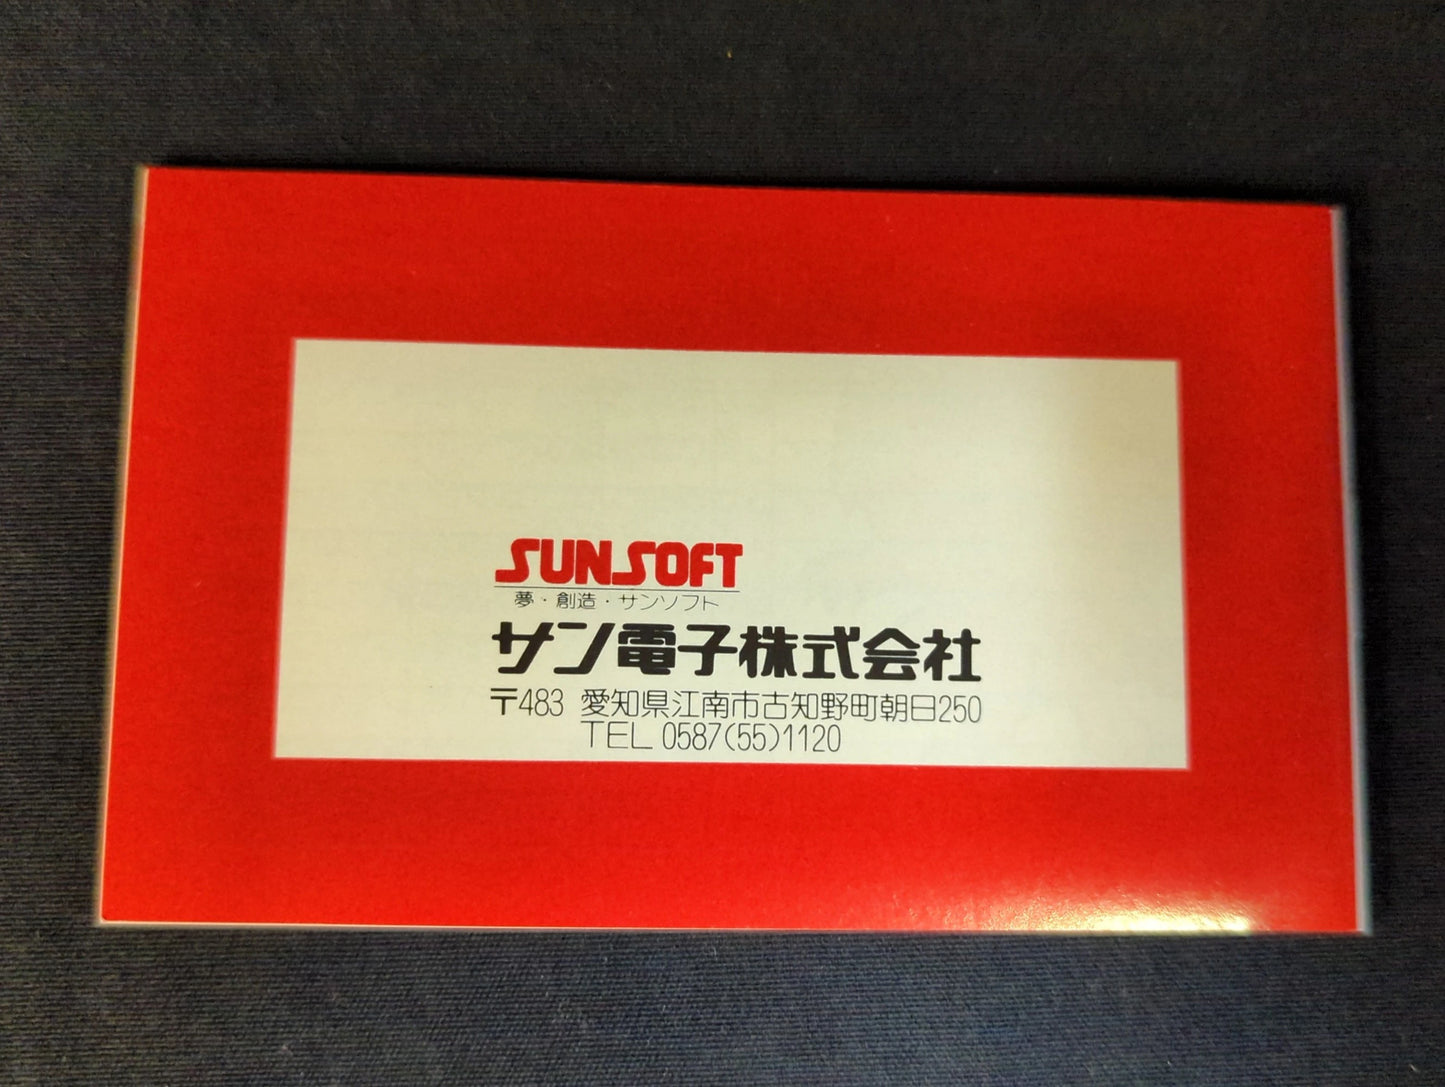 SUNSOFT
夢・創造・サンソフト
サン電子株式会社
〒483 愛知県江南市古知野町朝日250
TEL 0587(55)1120